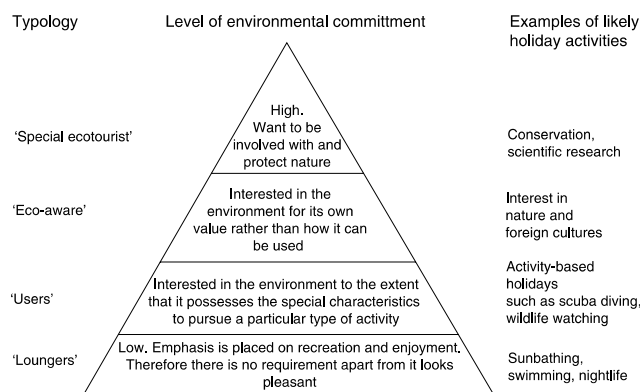 Typology
Level of environmental committment
Examples of likely
holiday activities
'Special ecotourist'
High.
Want to be
involved with and
protect nature
Conservation,
scientific research
'Eco-aware'
Interested in the
environment for its own
value rather than how it can
be used
Interest in
nature and
foreign cultures
'Users'
Interested in the environment to the extent
that it possesses the special characteristics
to pursue a particular type of activity
Activity-based
holidays
such as scuba diving,
wildlife watching
'Loungers'
Low. Emphasis is placed on recreation and enjoyment.
Therefore there is no requirement apart from it looks
pleasant
Sunbathing,
swimming, nightlife